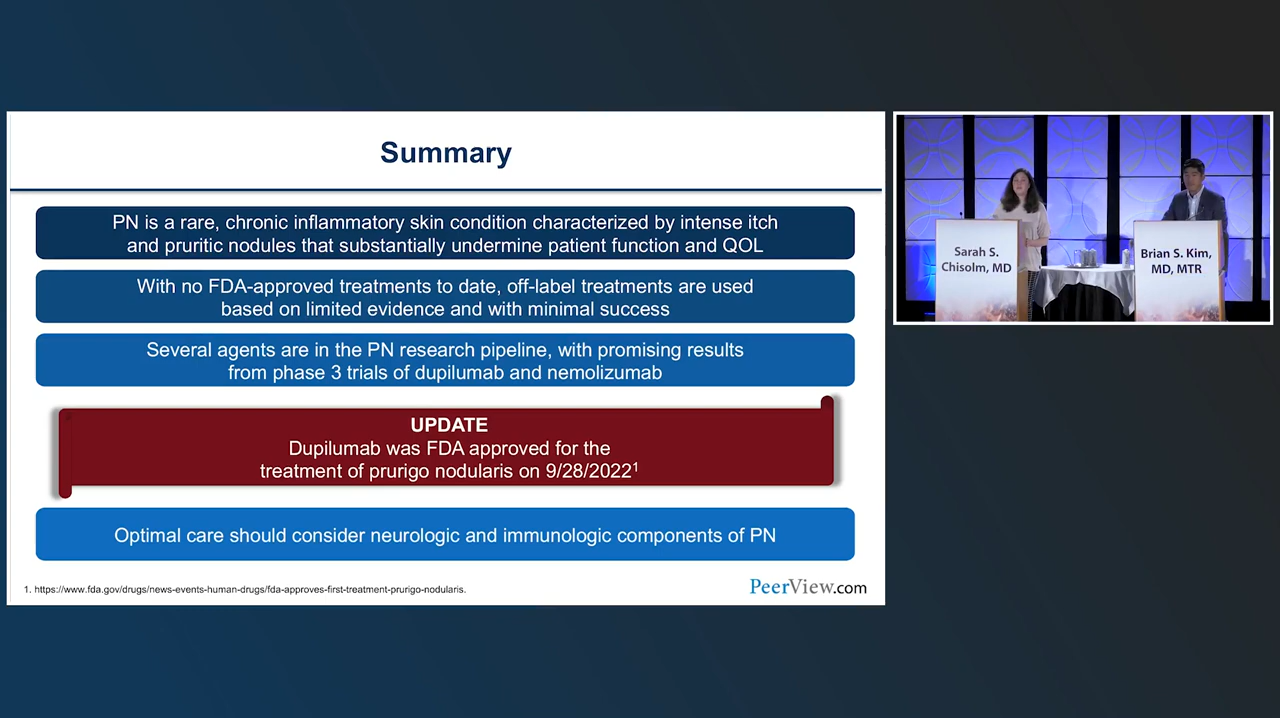 Summary
PN is a rare, chronic inflammatory skin condition characterized by intense itch
and pruritic nodules that substantially undermine patient function and QOL
With no FDA-approved treatments to date, off-label treatments are used
based on limited evidence and with minimal success
Several agents are in the PN research pipeline, with promising results
from phase 3 trials of dupilumab and nemolizumab
UPDATE
Dupilumab was FDA approved for the
treatment of prurigo nodularis on 9/28/2022¹
Optimal care should consider neurologic and immunologic components of PN
1. https://www.fda.gov/drugs/news-events-human-drugs/fda-approves-first-treatment-prurigo-nodularis.
PeerView.com
Sarah S.
Chisolm, MD
Brian S. Kim,
MD, MTR